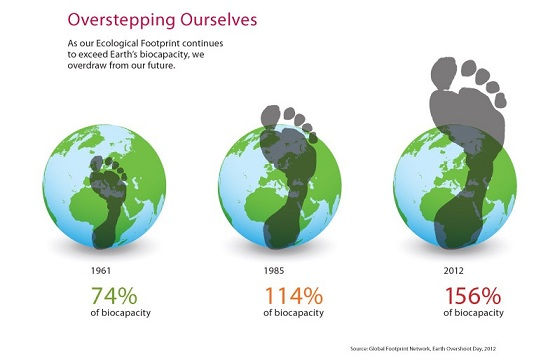 Overstepping Ourselves
As our Ecological Footprint continues
to exceed Earth's biocapacity, we
overdraw from our future.
1961
74%
of biocapacity
1985
114%
of biocapacity
2012
156%
of biocapacity
Source: Global Footprint Network, Earth Overshoot Day, 2012